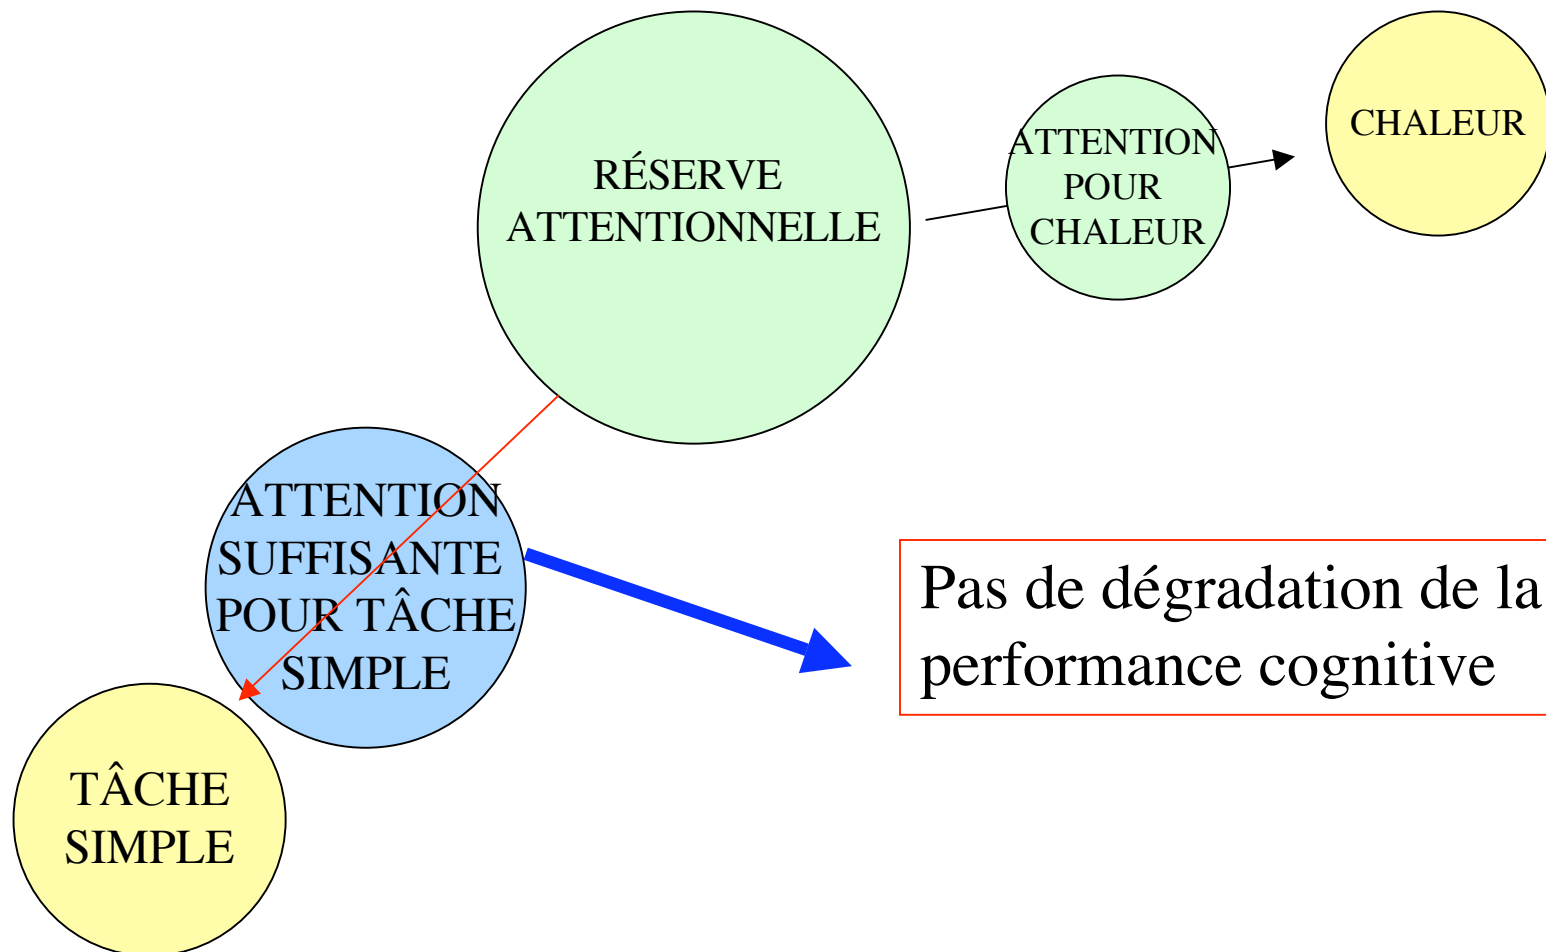 RÉSERVE
ATTENTIONNELLE
ATTENTION
POUR
CHALEUR
CHALEUR
ATTENTION
SUFFISANTE
POUR TÂCHE
SIMPLE
Pas de dégradation de la
performance cognitive
TÂCHE
SIMPLE